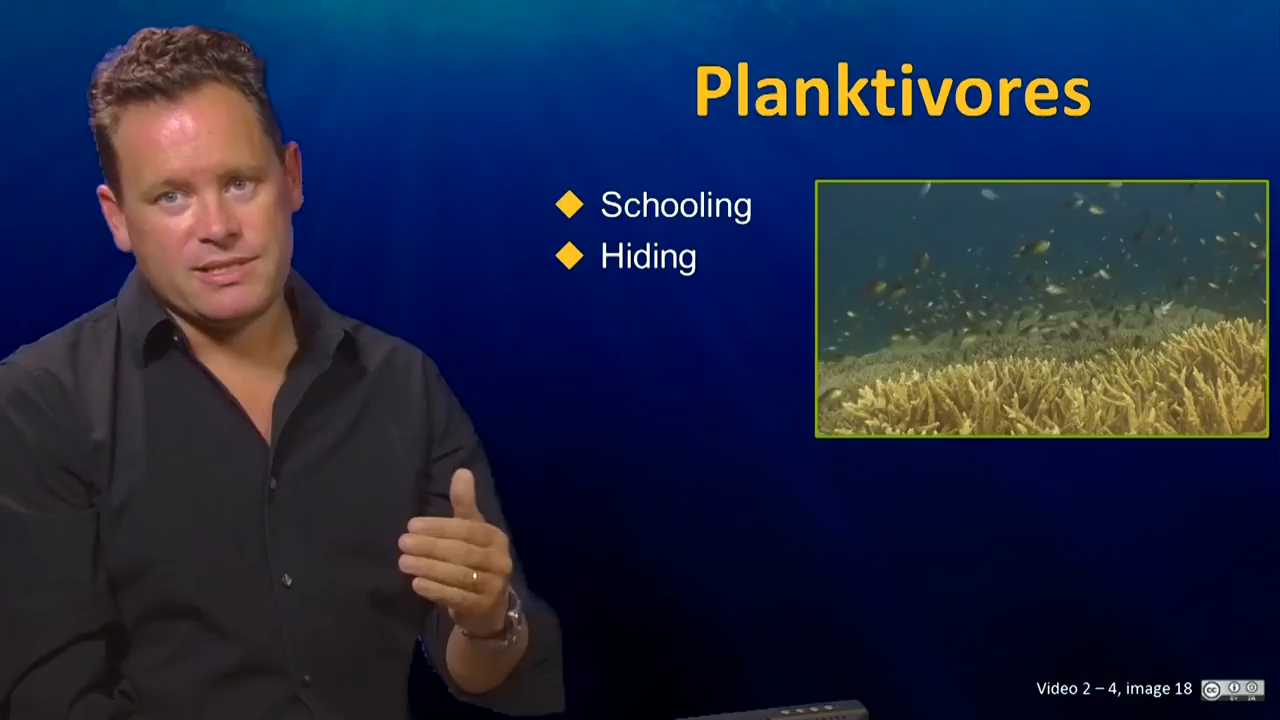 Planktivores
Schooling
Hiding
Video 2 – 4, image 18